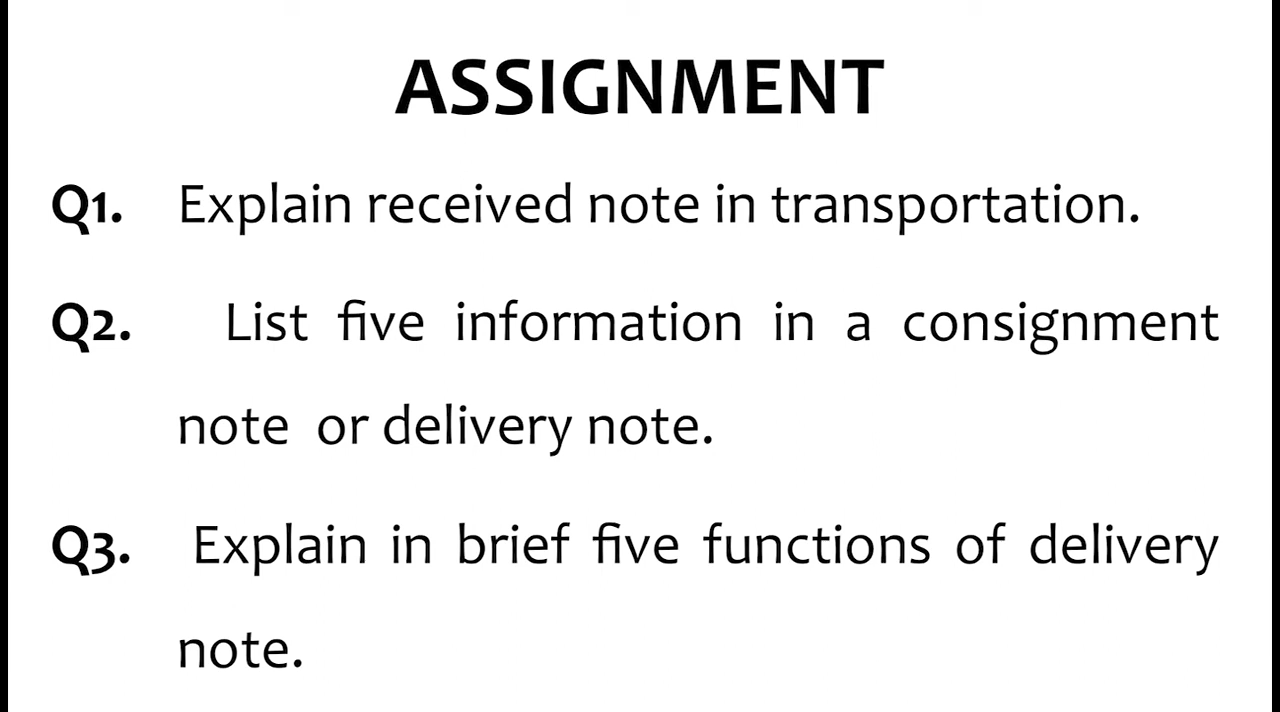 ASSIGNMENT
Q1. Explain received note in transportation.
Q2. List five information in a consignment
note or delivery note.
Q3. Explain in brief five functions of delivery
note.